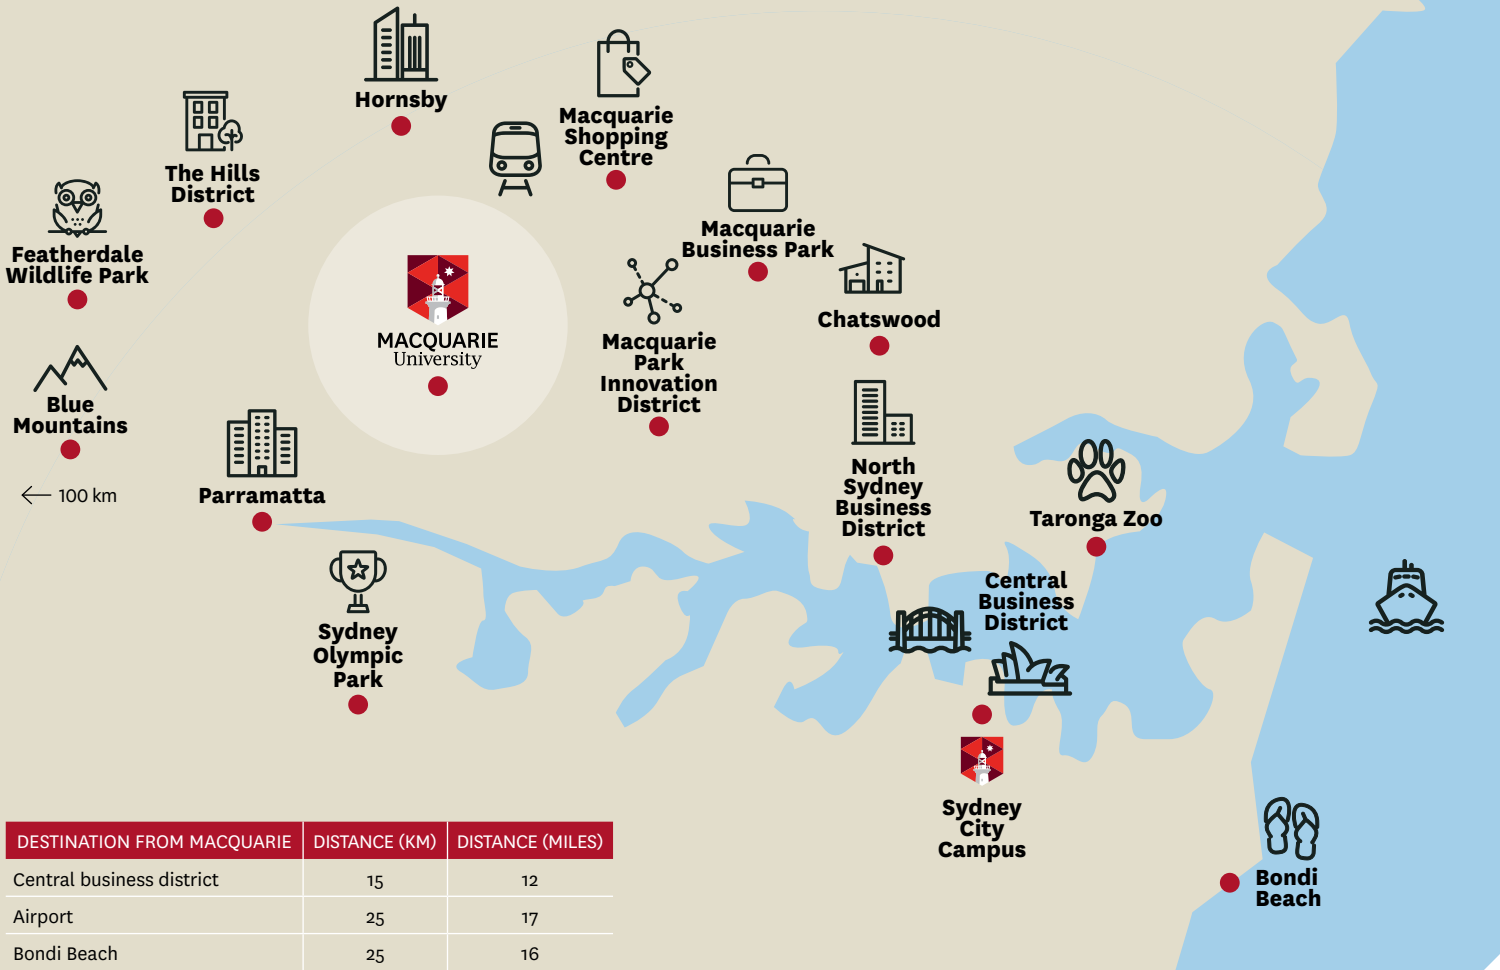 Hornsby
Macquarie
Shopping
Centre
The Hills
District
Macquarie
Business Park
Featherdale
Wildlife Park
MACQUARIE
University
Chatswood
Macquarie
Park
Innovation
District
Blue
Mountains
100 km
Parramatta
North
Sydney
Business
District
Taronga Zoo
Central
Business
District
Sydney
Olympic
Park
Sydney
City
Campus
Bondi
Beach
DESTINATION FROM MACQUARIE DISTANCE (KM) DISTANCE (MILES)
Central business district 15 12
Airport 25 17
Bondi Beach 25 16